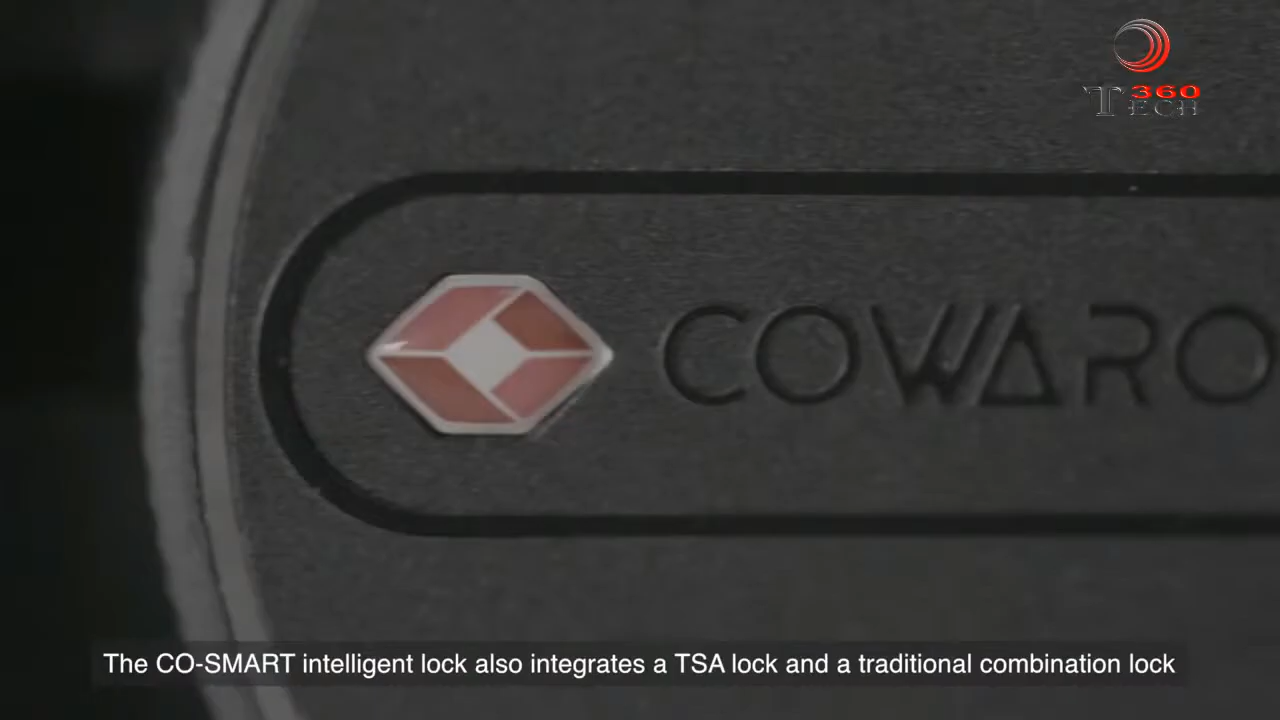 360
TECH
COWARO
The CO-SMART intelligent lock also integrates a TSA lock and a traditional combination lock